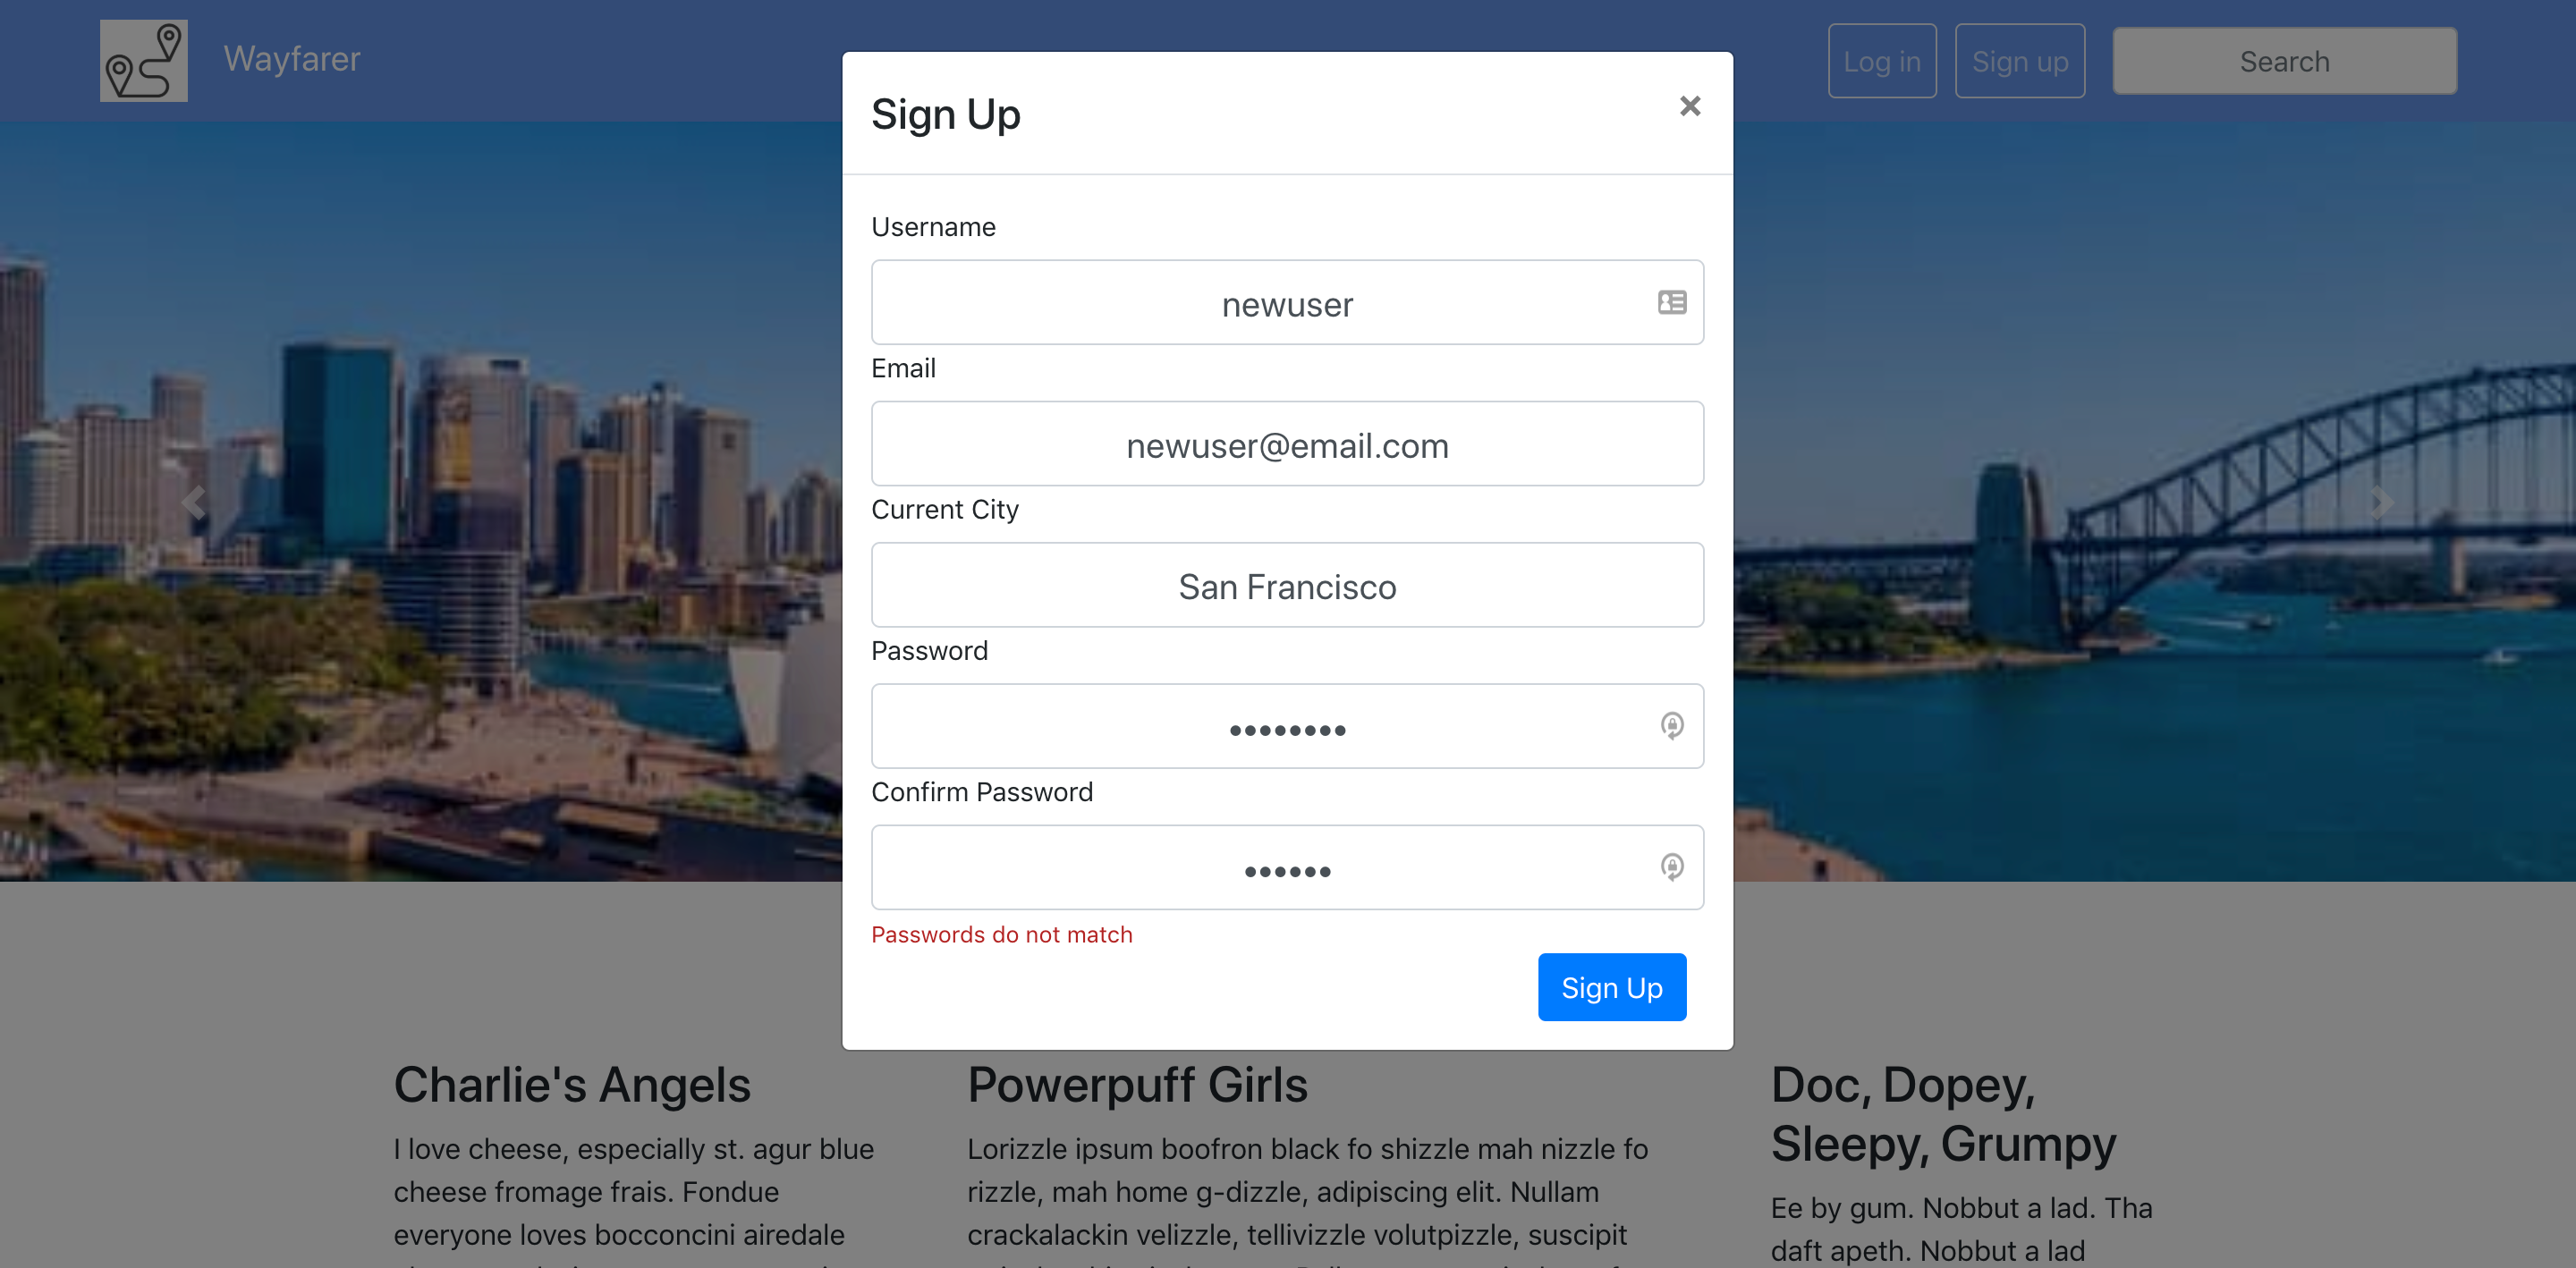 Wayfarer
Log in
Sign up
Search
Sign Up
×
Username
newuser
Email
newuser@email.com
Current City
San Francisco
Password
••••••••
Confirm Password
••••••
Passwords do not match
Sign Up
Charlie's Angels
I love cheese, especially st. agur blue
cheese fromage frais. Fondue
everyone loves bocconcini airedale
Powerpuff Girls
Lorizzle ipsum boofron black fo shizzle mah nizzle fo
rizzle, mah home g-dizzle, adipiscing elit. Nullam
crackalackin velizzle, tellivizzle volutpizzle, suscipit
Doc, Dopey,
Sleepy, Grumpy
Ee by gum. Nobbut a lad. Tha
daft apeth. Nobbut a lad